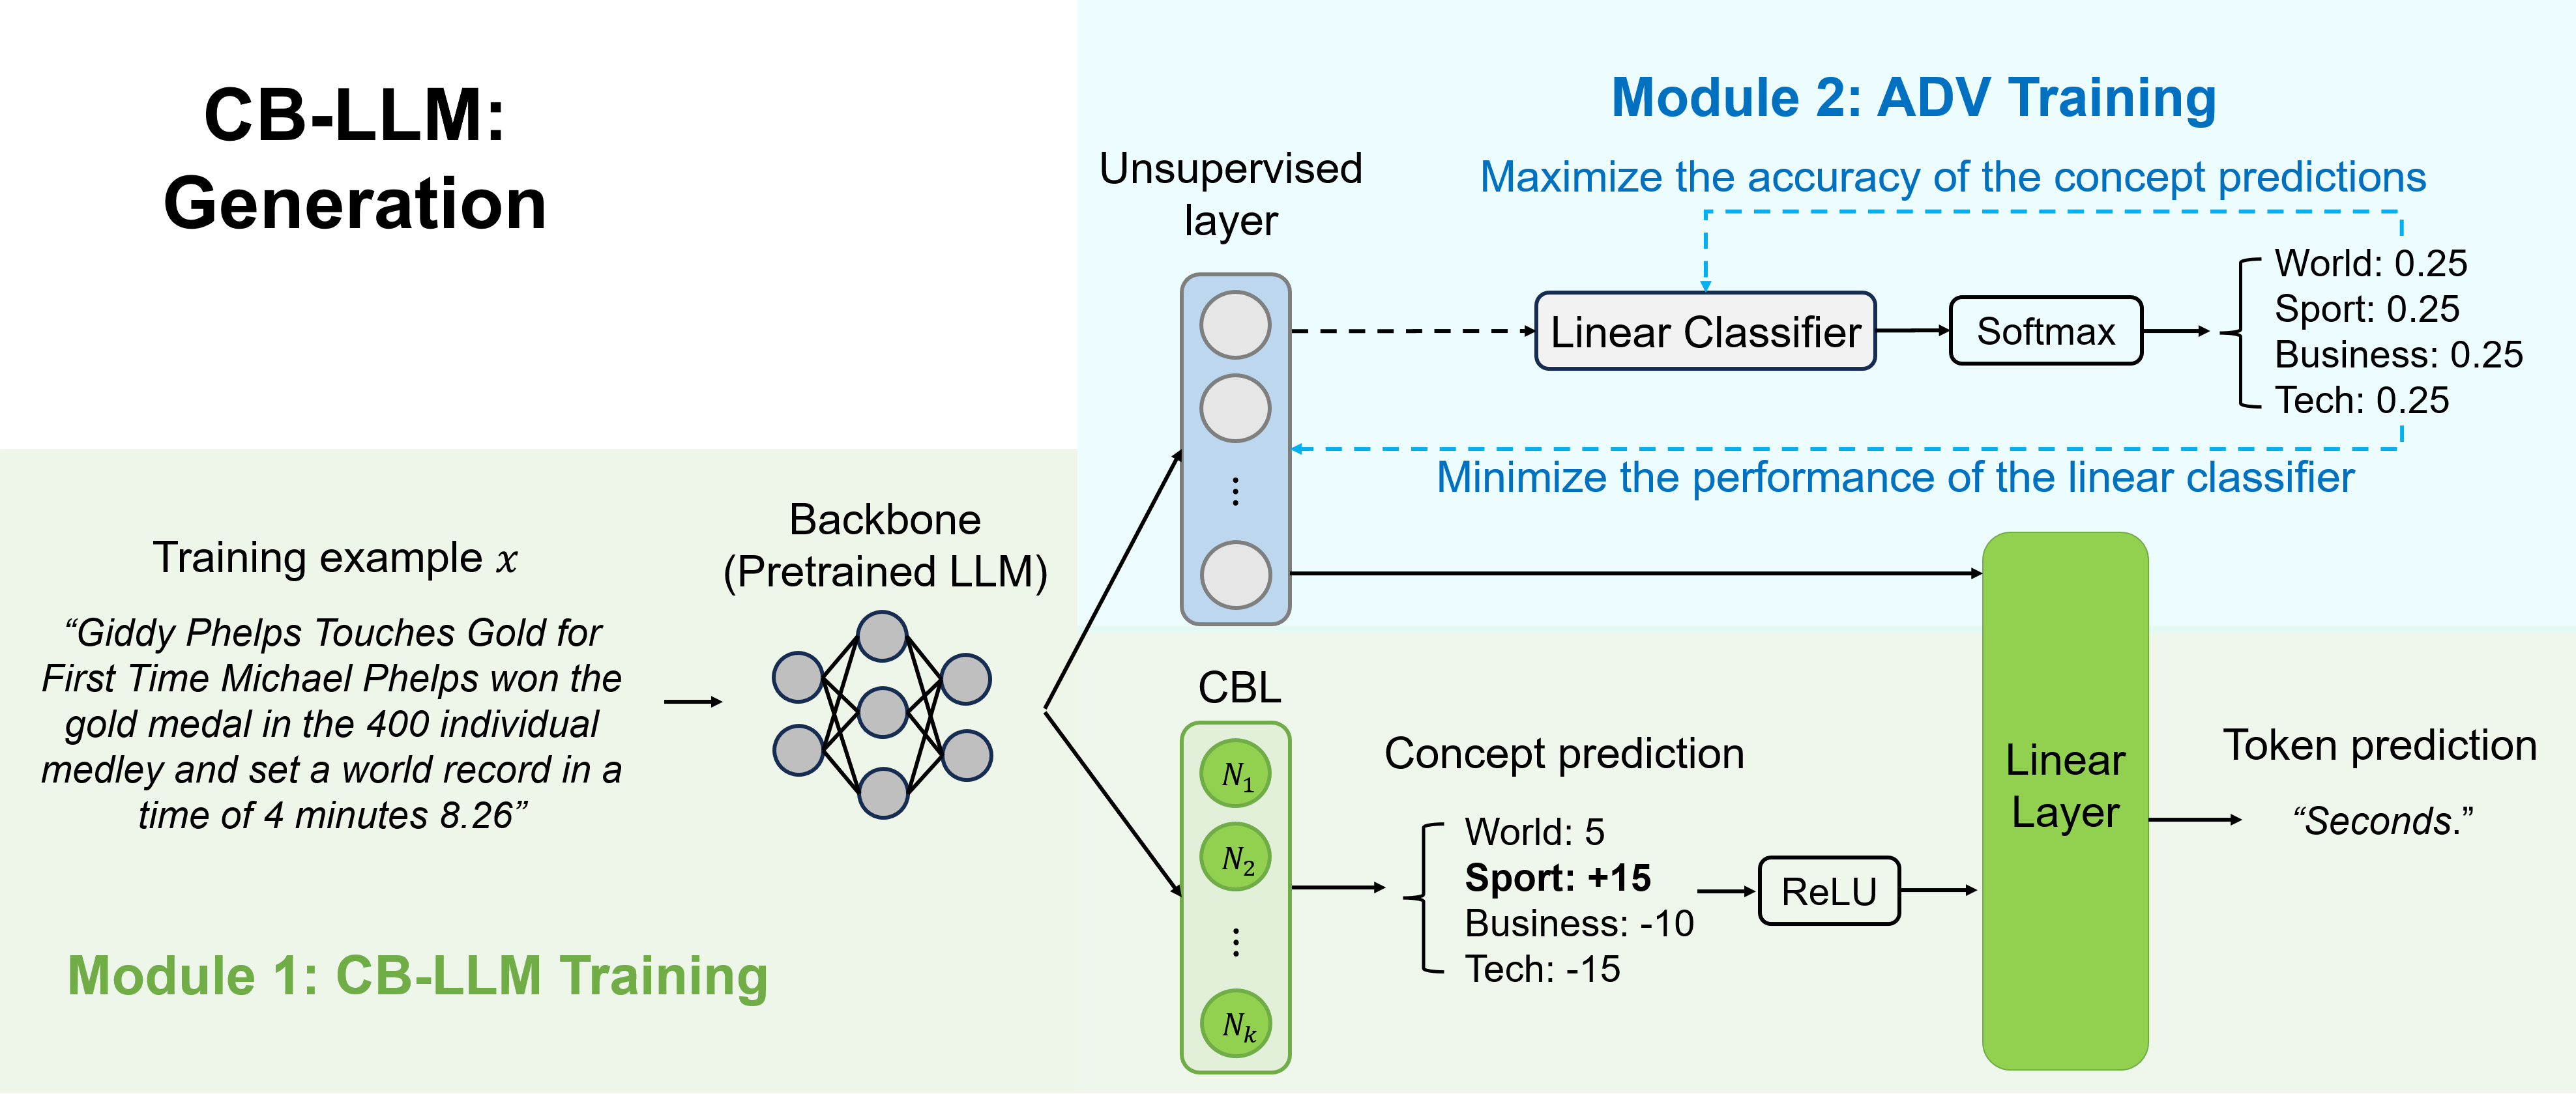 CB-LLM:
Generation
Module 2: ADV Training
Maximize the accuracy of the concept predictions
Unsupervised
layer
Linear Classifier
Softmax
World: 0.25
Sport: 0.25
Business: 0.25
Tech: 0.25
Minimize the performance of the linear classifier
Training example x
“Giddy Phelps Touches Gold for
First Time Michael Phelps won the
gold medal in the 400 individual
medley and set a world record in a
time of 4 minutes 8.26”
Backbone
(Pretrained LLM)
Module 1: CB-LLM Training
CBL
N₁
N₂
⋮
Nₖ
Concept prediction
World: 5
Sport: +15
Business: -10
Tech: -15
ReLU
Linear
Layer
Token prediction
“Seconds.”